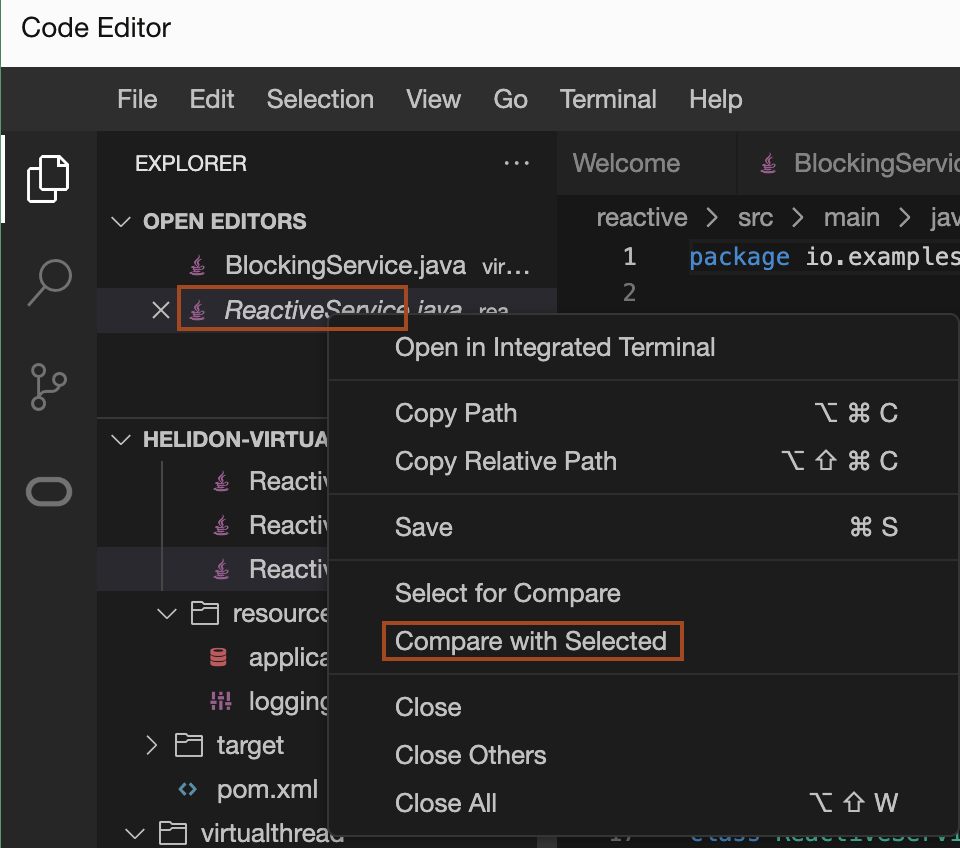 Code Editor
File Edit Selection View Go Terminal Help
EXPLORER ··· Welcome BlockingServic
OPEN EDITORS reactive > src > main > jav
BlockingService.java vir... 1 package io.examples
ReactiveService.java rea 2
Open in Integrated Terminal
Copy Path ⌥ ⌘ C
HELIDON-VIRTUA
Copy Relative Path ⌥ ⇧ ⌘ C
Reactiv
Reactiv Save ⌘ S
Reactiv
Select for Compare
resource
Compare with Selected
applica
logging Close
target Close Others
pom.xml Close All ⌥ ⇧ W
virtualthread 17 class ReactiveServi